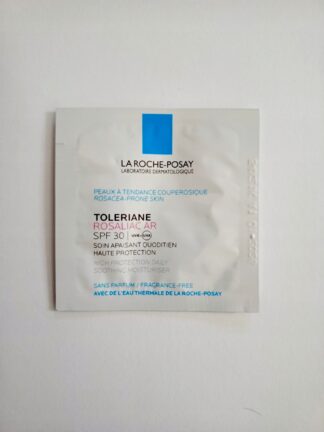 LA ROCHE-POSAY
LABORATOIRE DERMATOLOGIQUE
PEAUX À TENDANCE COUPEROSIQUE
ROSACEA-PRONE SKIN
TOLERIANE
ROSALIAC AR
SPF 30 | UVB+UVA
SOIN APAISANT QUOTIDIEN
HAUTE PROTECTION
HIGH PROTECTION DAILY
SOOTHING MOISTURISER
SANS PARFUM / FRAGRANCE-FREE
AVEC DE L'EAU THERMALE DE LA ROCHE-POSAY